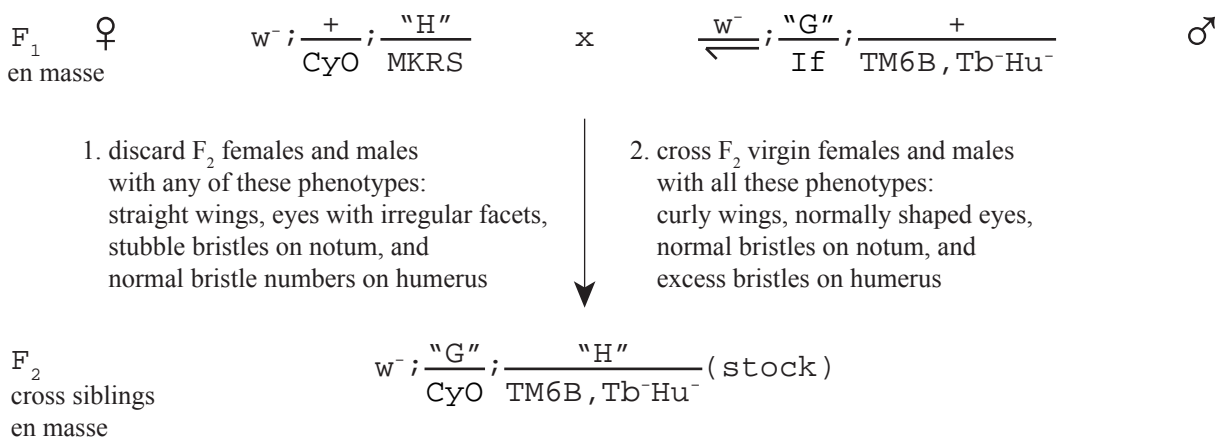 F1 ♀ w⁻;+/CyO;"H"/MKRS x w⁻/;"G"/If;+/TM6B,Tb⁻Hu⁻ ♂
en masse
1. discard F2 females and males
with any of these phenotypes:
straight wings, eyes with irregular facets,
stubble bristles on notum, and
normal bristle numbers on humerus
2. cross F2 virgin females and males
with all these phenotypes:
curly wings, normally shaped eyes,
normal bristles on notum, and
excess bristles on humerus
F2 w⁻;"G"/CyO;"H"/TM6B,Tb⁻Hu⁻(stock)
cross siblings
en masse